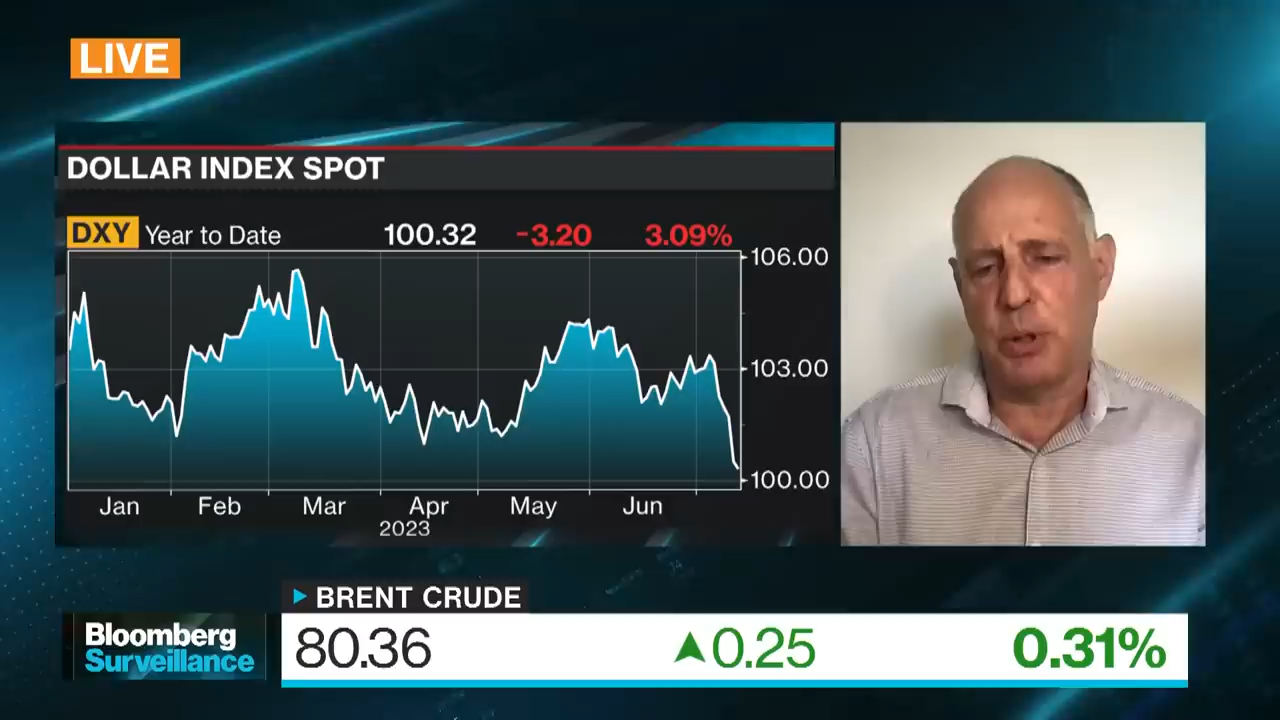 LIVE
DOLLAR INDEX SPOT
DXY Year to Date 100.32 -3.20 3.09%
106.00
103.00
100.00
Jan Feb Mar Apr May Jun
2023
BRENT CRUDE
Bloomberg
Surveillance
80.36 0.25 0.31%